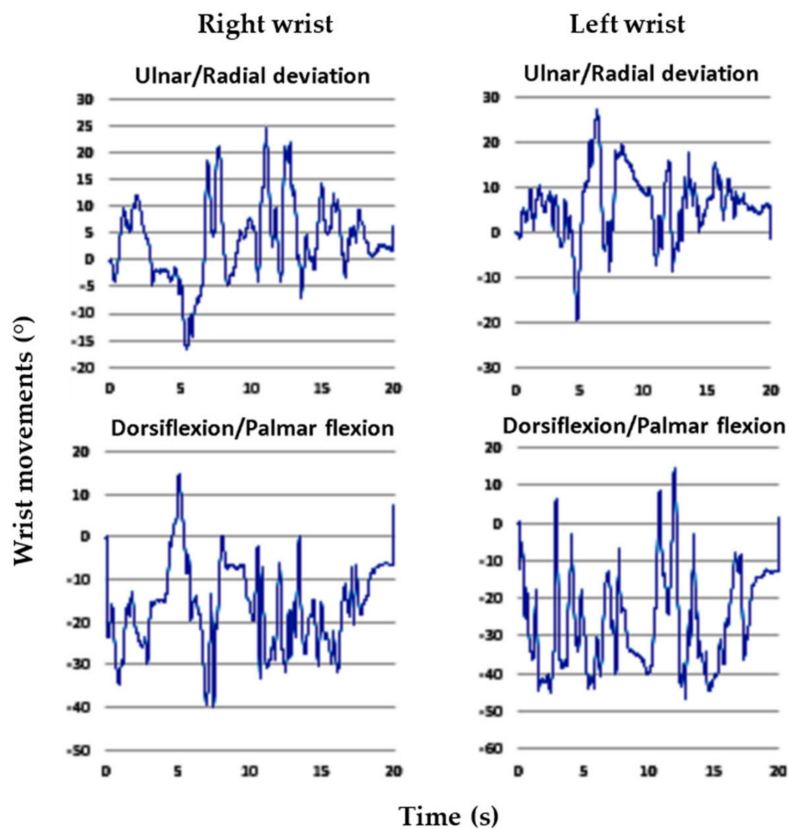 Right wrist
Left wrist
Ulnar/Radial deviation
Ulnar/Radial deviation
30
25
20
15
10
5
0
-5
-10
-15
-20
0 5 10 15 20
30
20
10
0
-10
-20
-30
0 5 10 15 20
Wrist movements (°)
Dorsiflexion/Palmar flexion
Dorsiflexion/Palmar flexion
20
10
0
-10
-20
-30
-40
-50
0 5 10 15 20
20
10
0
-10
-20
-30
-40
-50
-60
0 5 10 15 20
Time (s)